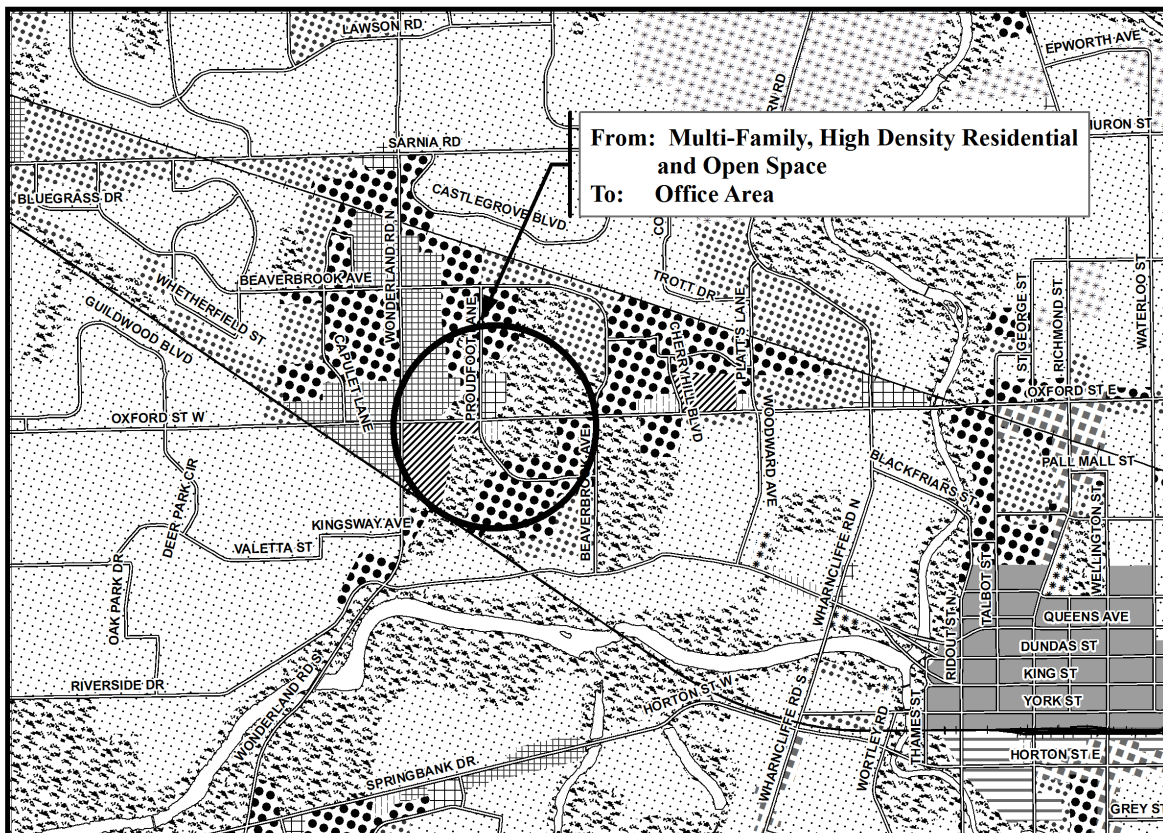 LAWSON RD
EPWORTH AVE
RN RD
HURON ST
From: Multi-Family, High Density Residential
and Open Space
To: Office Area
SARNIA RD
BLUEGRASS DR
CASTLEGROVE BLVD
CO
WONDERLAND RD N
BEAVERBROOK AVE
TROTT DR
WHETHERFIELD ST
GUILDWOOD BLVD
PROUDFOOT LANE
PLATT'S LANE
ST GEORGE ST
RICHMOND ST
WATERLOO ST
CAPULET LANE
CHERRYHILL BLVD
OXFORD ST W
OXFORD ST E
WOODWARD AVE
BEAVERBROOK AVE
PALL MALL ST
BLACKFRIARS ST
DEER PARK CIR
KINGSWAY AVE
VALETTA ST
WELLINGTON ST
WHARNCLIFFE RD N
TALBOT ST
OAK PARK DR
RIDOUT ST N
QUEENS AVE
DUNDAS ST
KING ST
YORK ST
RIVERSIDE DR
WONDERLAND RD S
HORTON ST W
WHARNCLIFFE RD S
WORTLEY RD
THAMES ST
HORTON ST E
SPRINGBANK DR
GREY ST